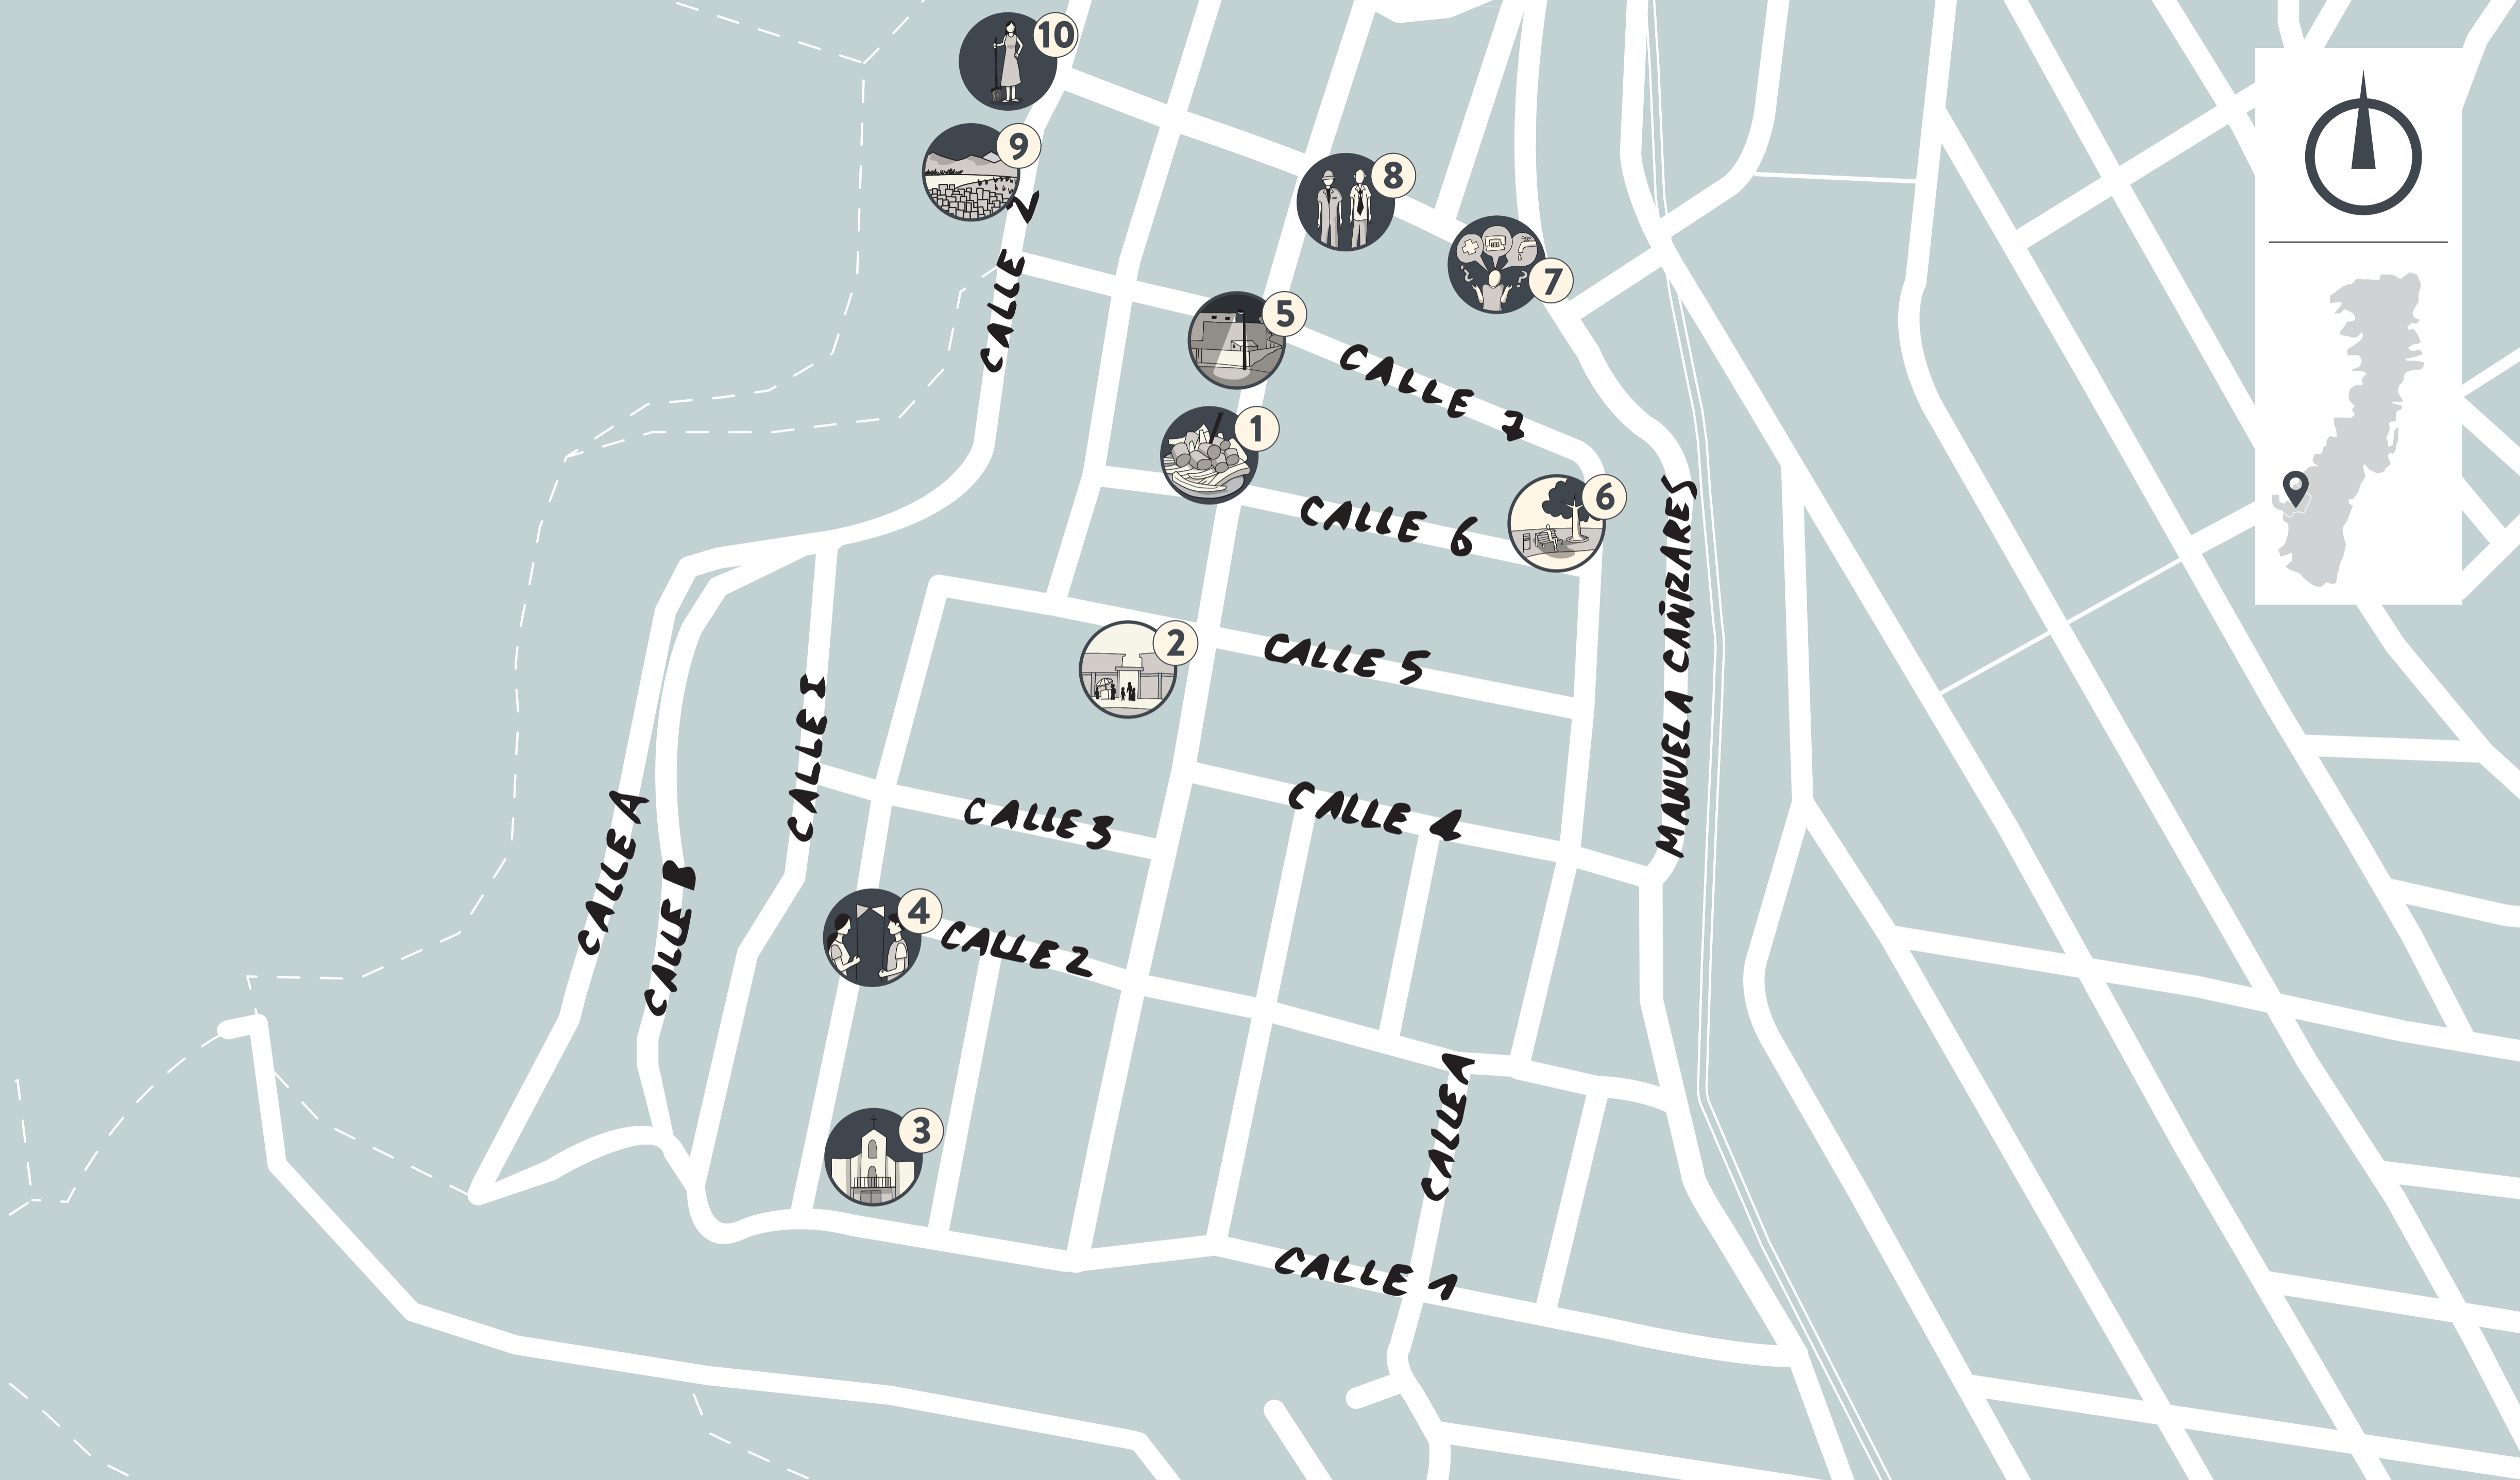 10
9
8
7
5
1
6
2
4
3
CALLE
CALLE 7
CALLE 6
CALLE 5
MANUELA CAÑIZARES
CALLE I
CALLE A
CALLE B
CALLE 3
CALLE 4
CALLE 2
CALLE
CALLE 1